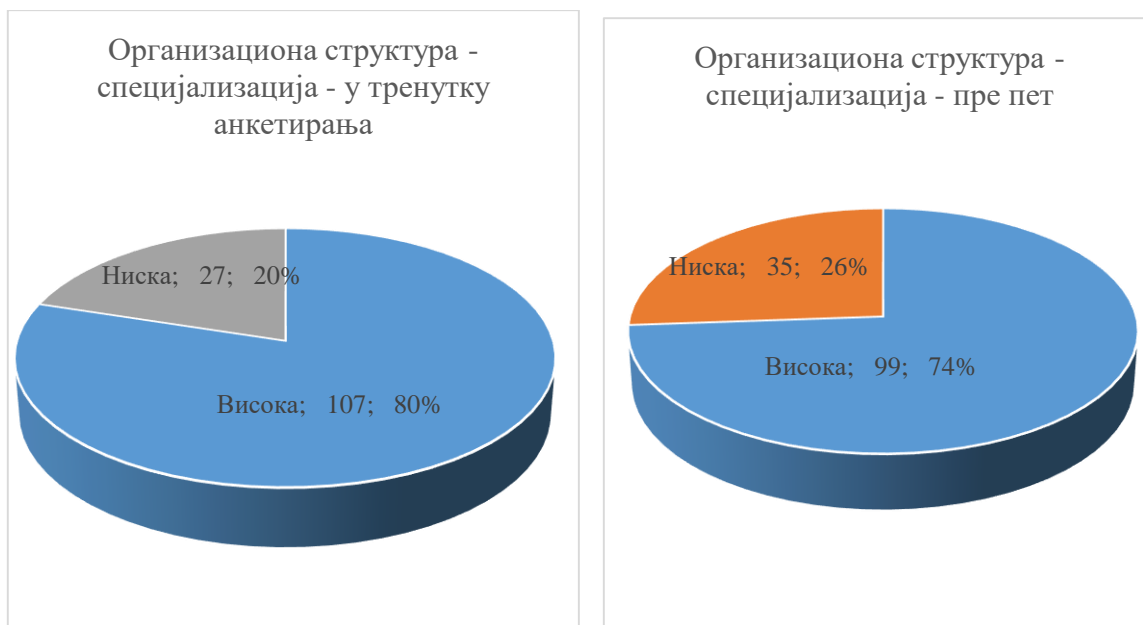 Организациона структура -
специјализација - у тренутку
анкетирања
Ниска; 27; 20%
Висока; 107; 80%
Организациона структура -
специјализација - пре пет
Ниска; 35; 26%
Висока; 99; 74%